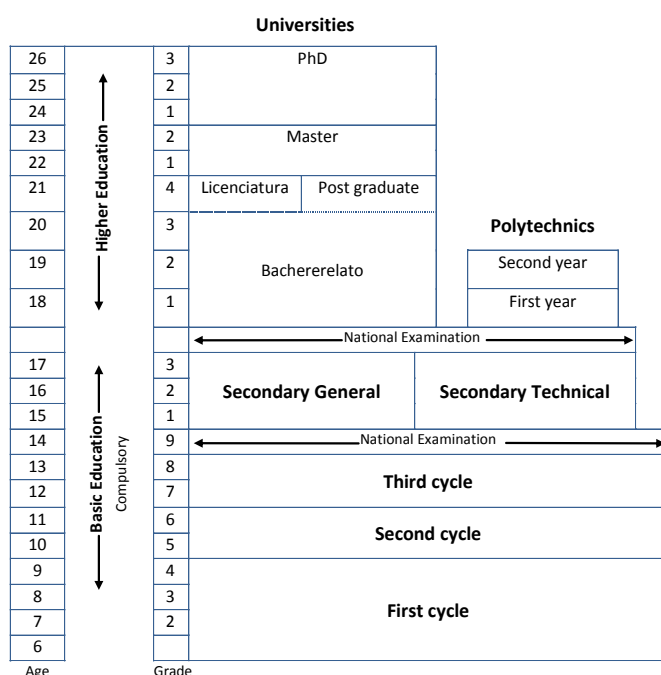 Universities
26 3 PhD
25 2
24 1
23 2 Master
22 1
21 4 Licenciatura Post graduate
20 3
Polytechnics
19 2 Second year
Bachererelato
18 1 First year
Higher Education
National Examination
17 3
16 2 Secondary General Secondary Technical
15 1
14 9 National Examination
13 8
Third cycle
12 7
11 6
Second cycle
10 5
9 4
8 3
First cycle
7 2
6
Basic Education
Compulsory
Age Grade